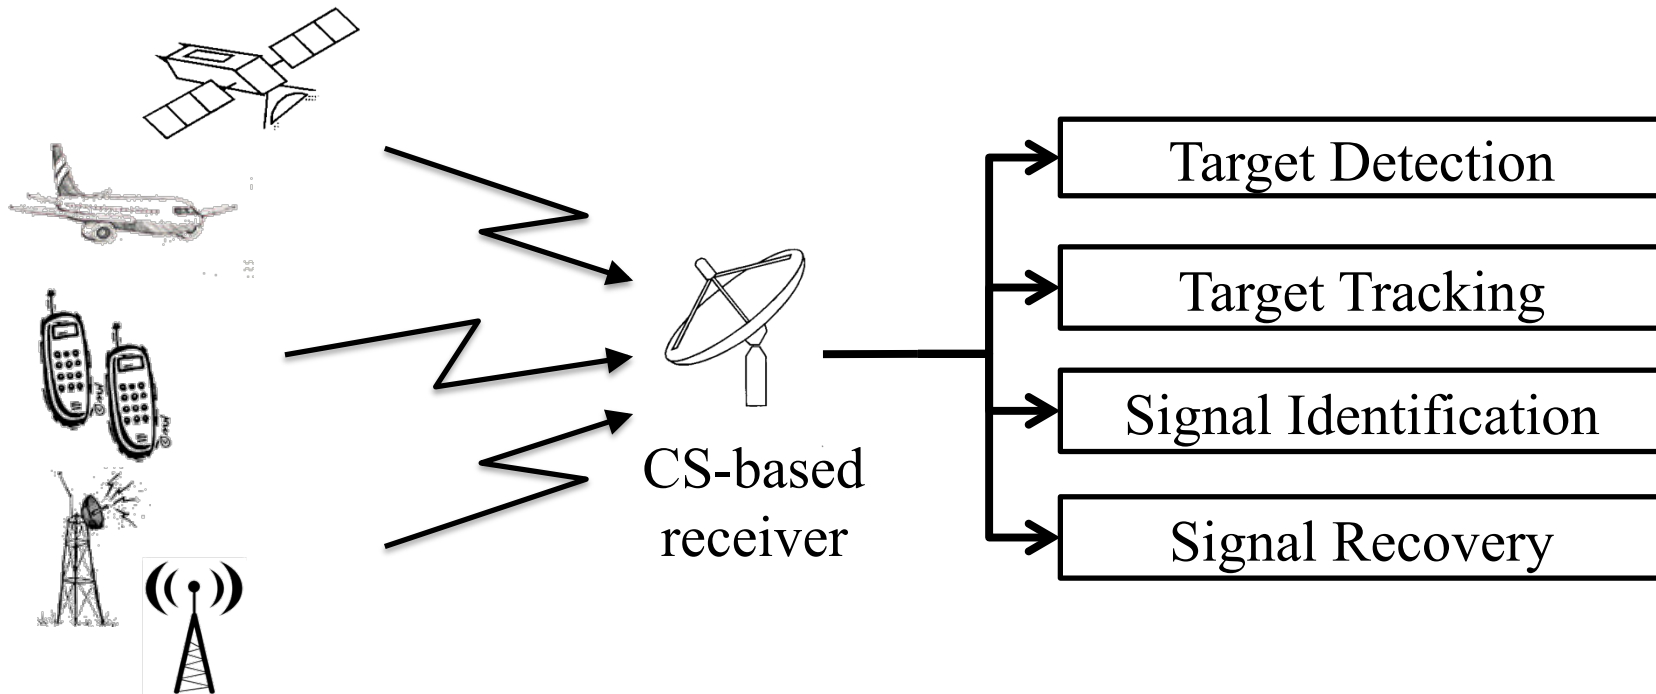 CS-based
receiver
Target Detection
Target Tracking
Signal Identification
Signal Recovery